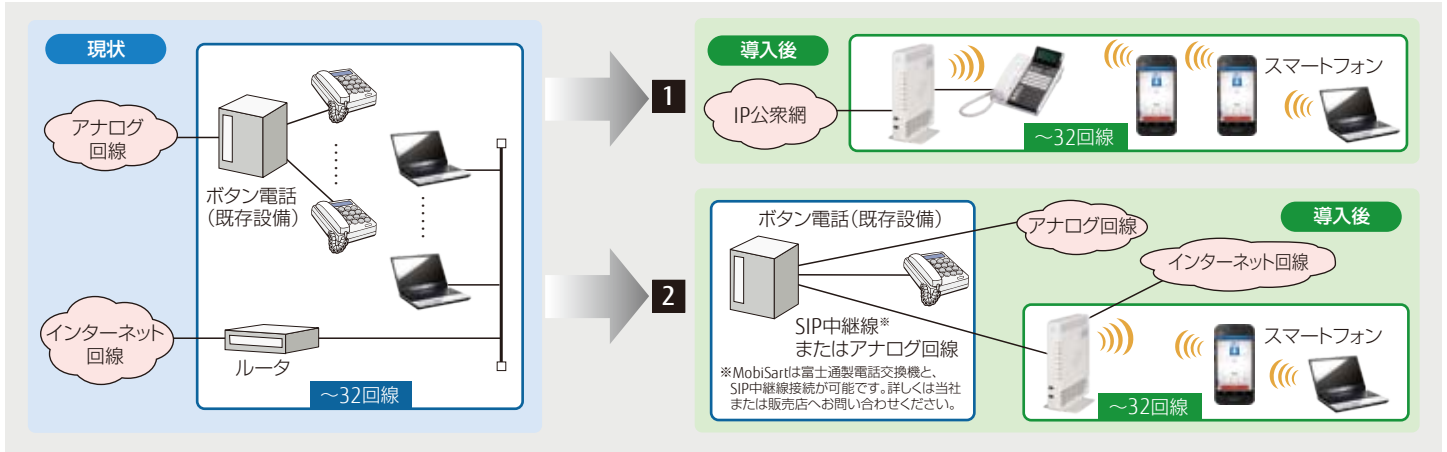 現状
アナログ
回線
ボタン電話
（既存設備）
インターネット
回線
ルータ
～32回線
1
導入後
IP公衆網
スマートフォン
～32回線
2
ボタン電話（既存設備）
アナログ回線
導入後
インターネット回線
SIP中継線※
またはアナログ回線
※MobiSartは富士通製電話交換機と、
SIP中継線接続が可能です。詳しくは当社
または販売店へお問い合わせください。
スマートフォン
～32回線